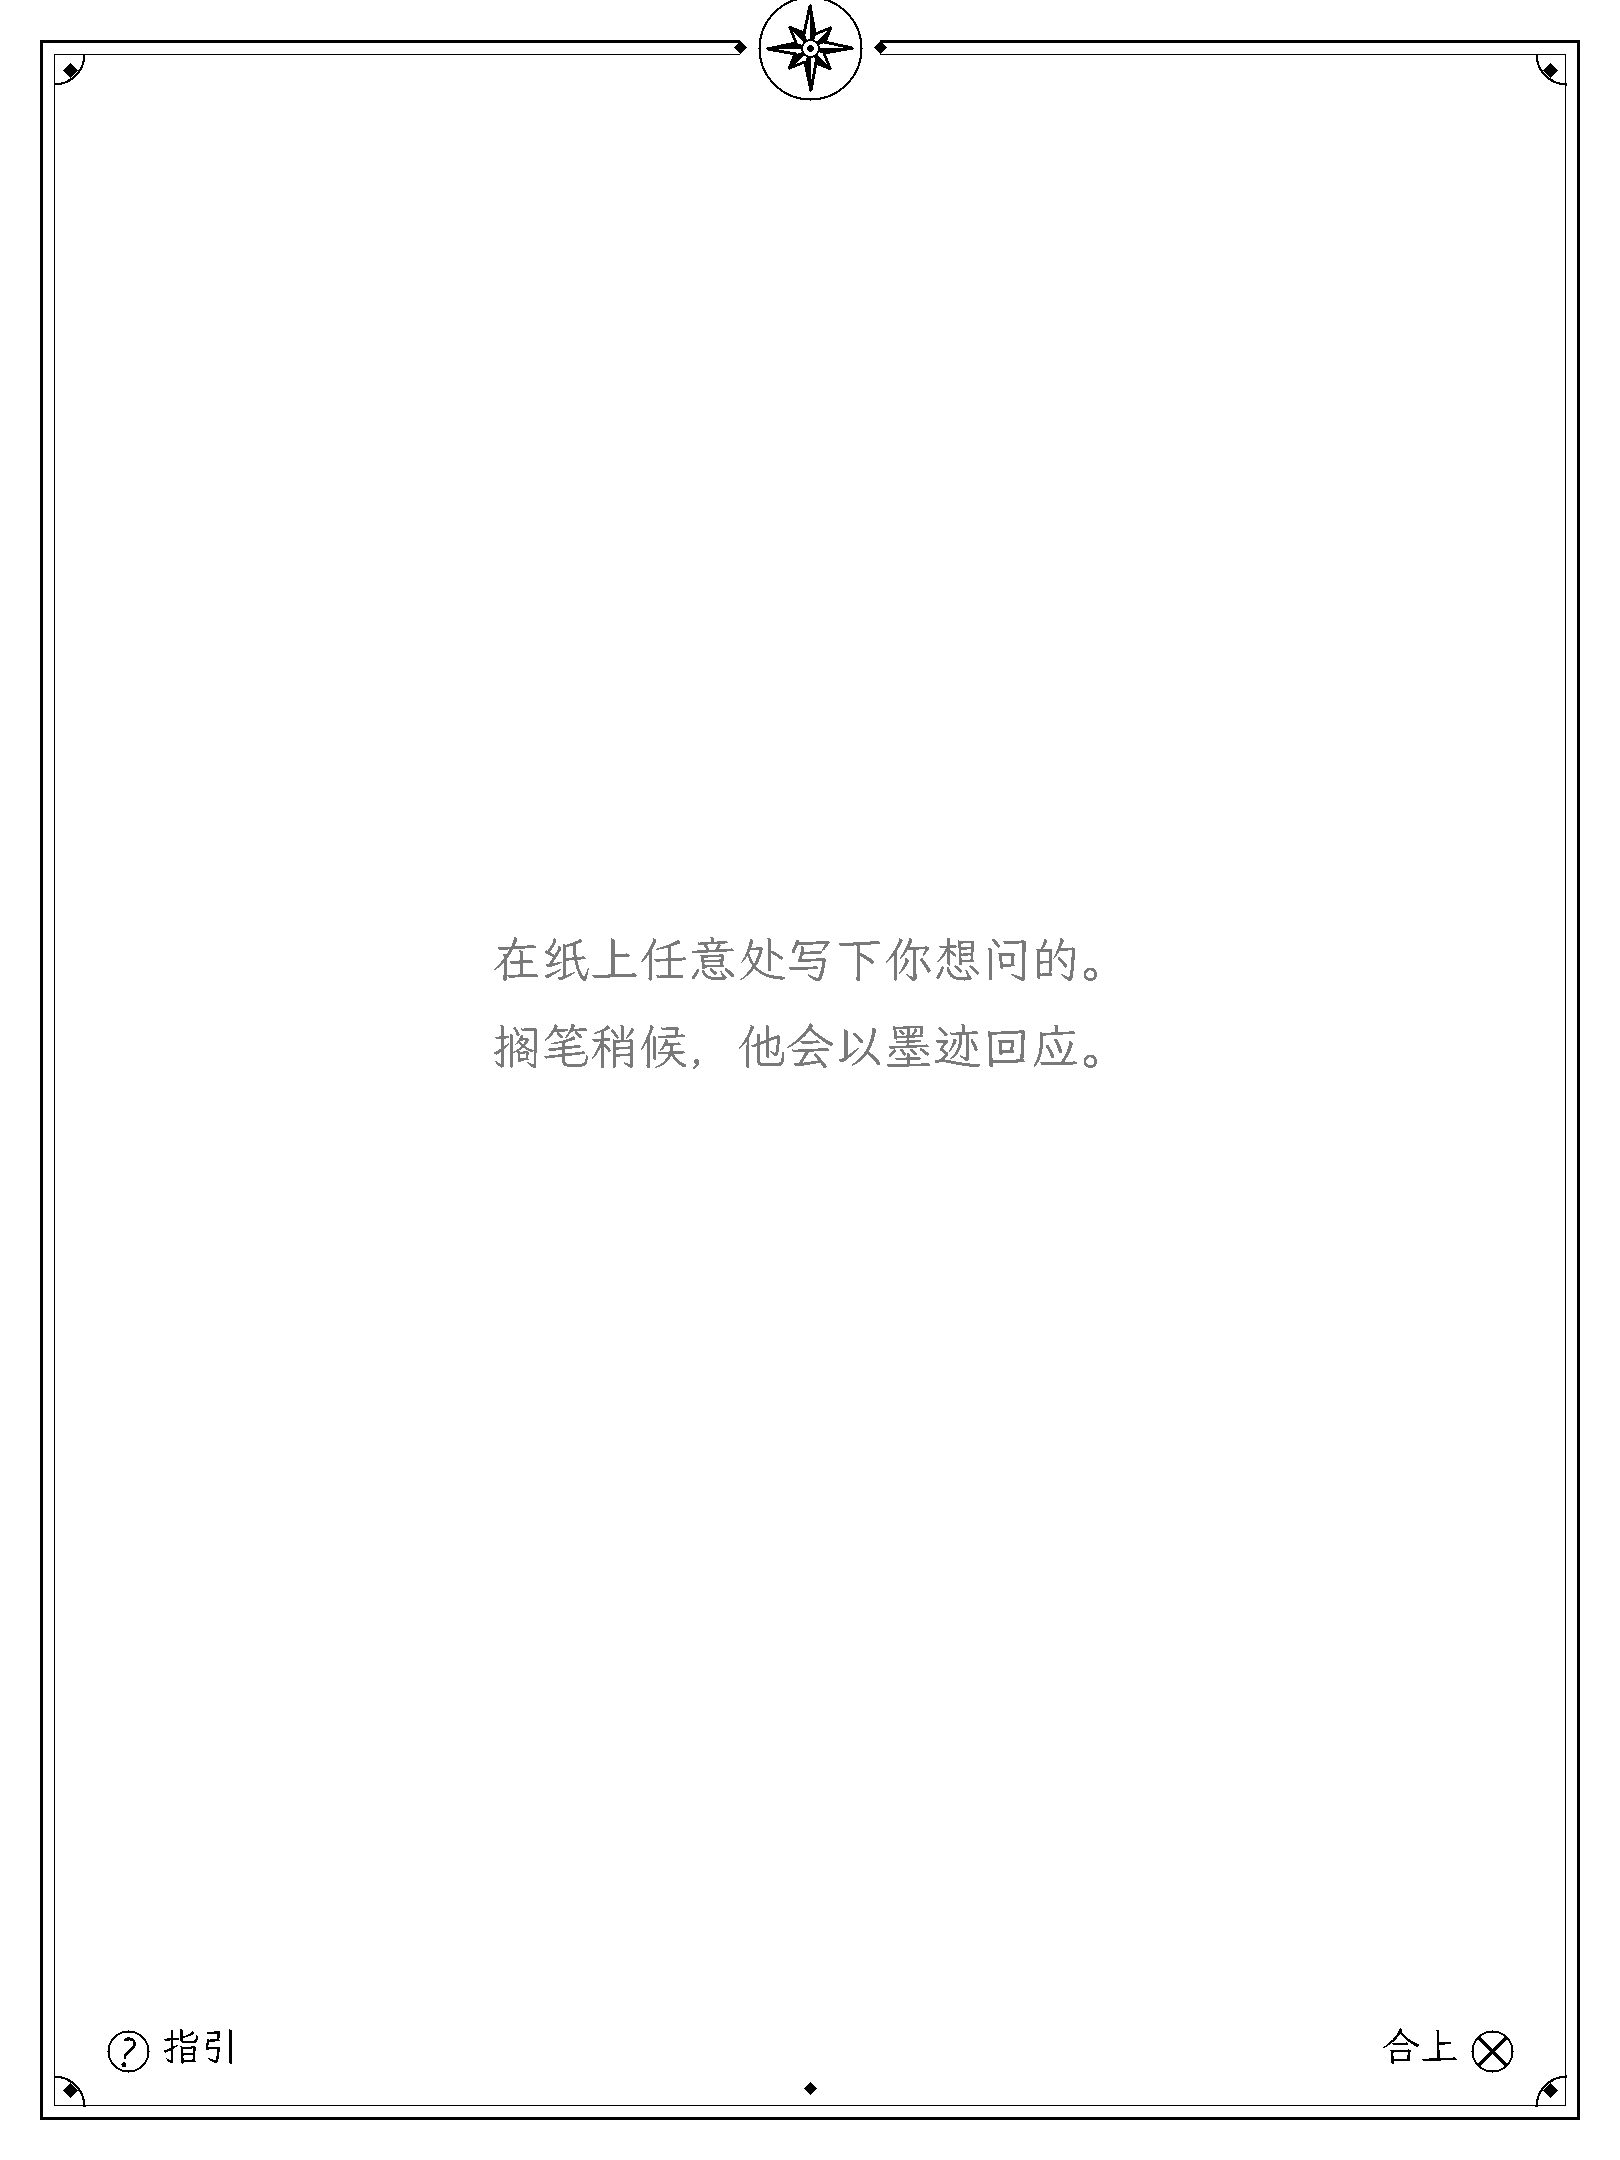 在纸上任意处写下你想问的。
搁笔稍候，他会以墨迹回应。
? 指引
合上